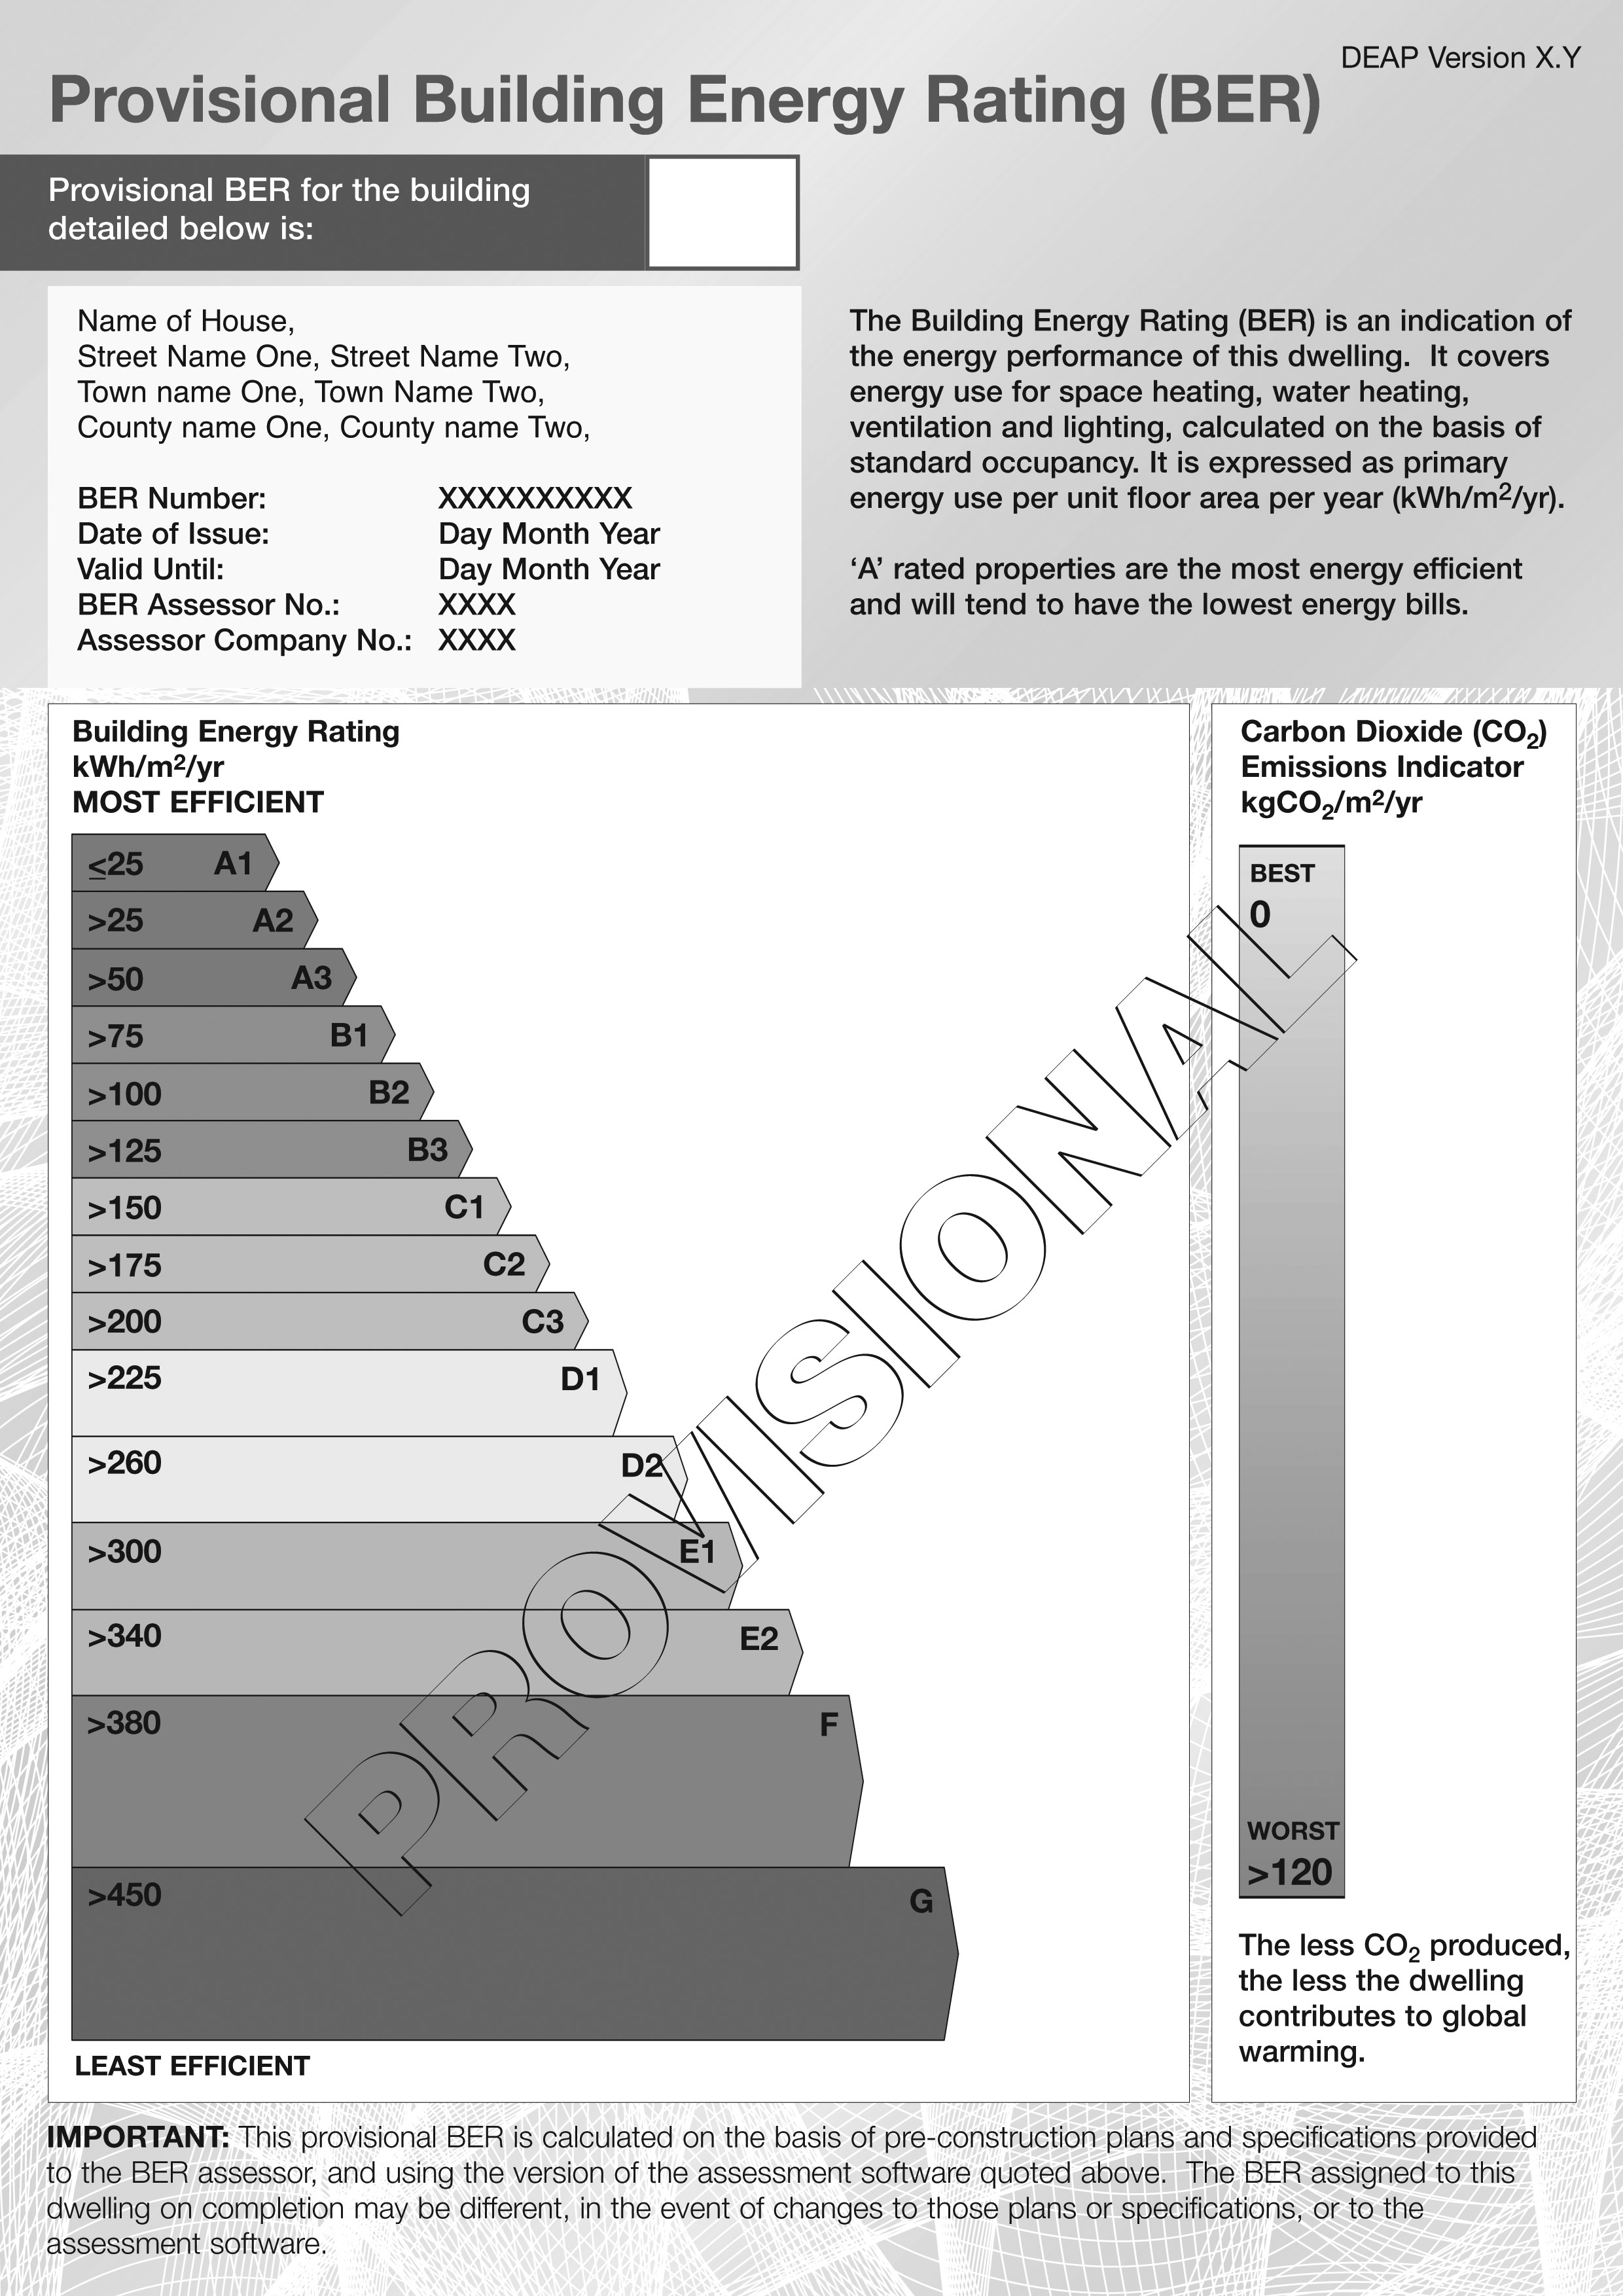 DEAP Version X.Y
Provisional Building Energy Rating (BER)
Provisional BER for the building
detailed below is:
Name of House,
Street Name One, Street Name Two,
Town name One, Town Name Two,
County name One, County name Two,
BER Number: XXXXXXXXXX
Date of Issue: Day Month Year
Valid Until: Day Month Year
BER Assessor No.: XXXX
Assessor Company No.: XXXX
The Building Energy Rating (BER) is an indication of
the energy performance of this dwelling.  It covers
energy use for space heating, water heating,
ventilation and lighting, calculated on the basis of
standard occupancy. It is expressed as primary
energy use per unit floor area per year (kWh/m²/yr).
‘A’ rated properties are the most energy efficient
and will tend to have the lowest energy bills.
Building Energy Rating
kWh/m²/yr
MOST EFFICIENT
≤25 A1
>25 A2
>50 A3
>75 B1
>100 B2
>125 B3
>150 C1
>175 C2
>200 C3
>225 D1
>260 D2
>300 E1
>340 E2
>380 F
>450 G
LEAST EFFICIENT
PROVISIONAL
Carbon Dioxide (CO₂)
Emissions Indicator
kgCO₂/m²/yr
BEST
0
WORST
>120
The less CO₂ produced,
the less the dwelling
contributes to global
warming.
IMPORTANT: This provisional BER is calculated on the basis of pre-construction plans and specifications provided
to the BER assessor, and using the version of the assessment software quoted above.  The BER assigned to this
dwelling on completion may be different, in the event of changes to those plans or specifications, or to the
assessment software.